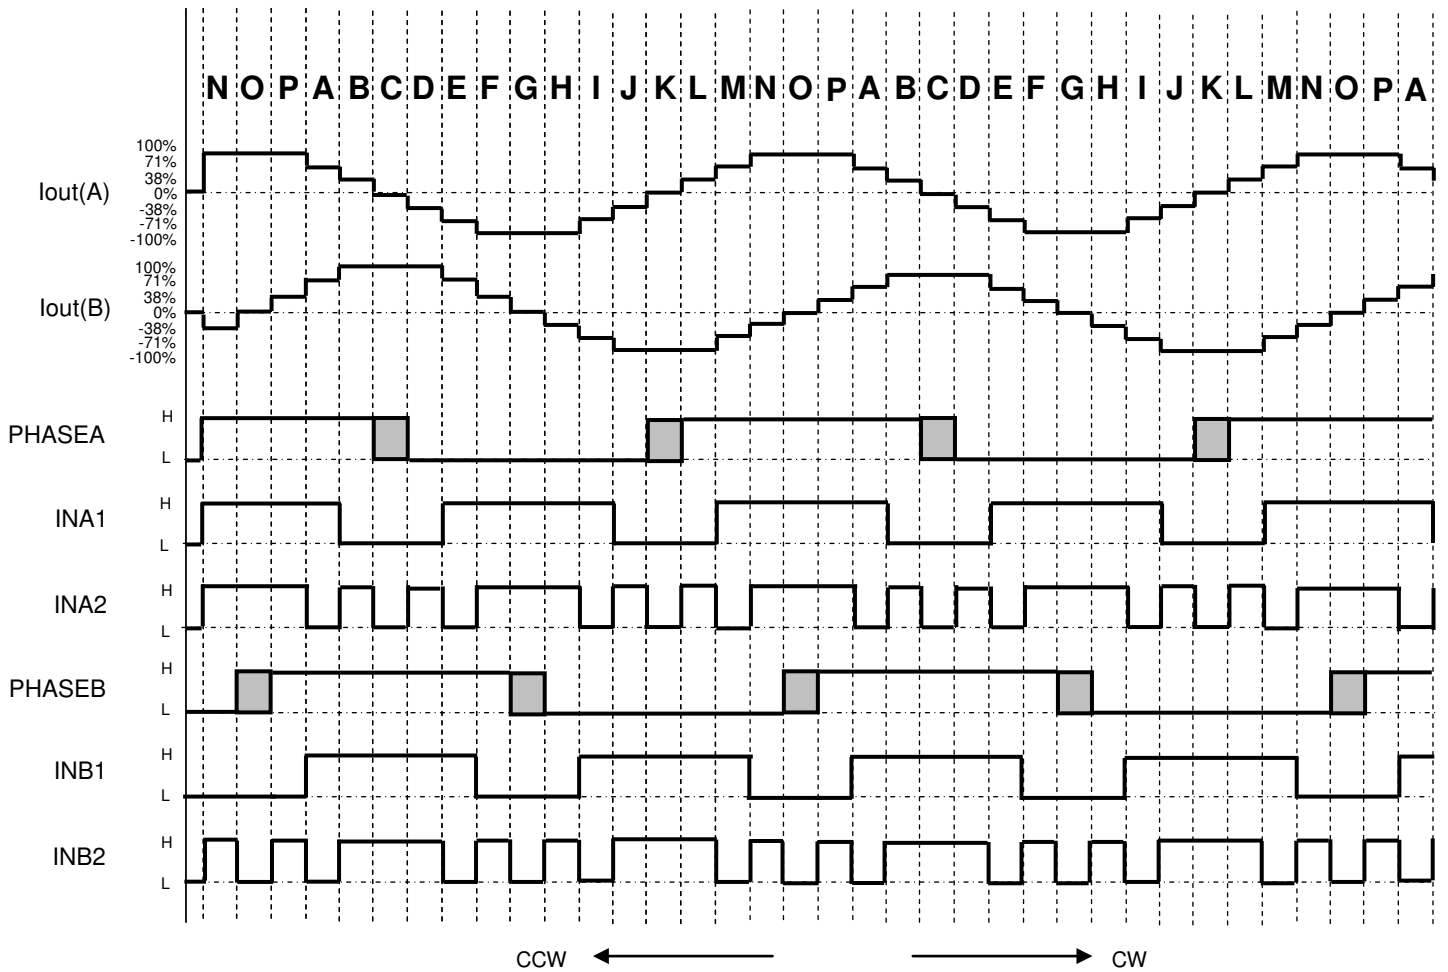 N O P A B C D E F G H I J K L M N O P A B C D E F G H I J K L M N O P A
Iout(A)
100%
71%
38%
0%
-38%
-71%
-100%
Iout(B)
100%
71%
38%
0%
-38%
-71%
-100%
PHASEA
H
L
INA1
H
L
INA2
H
L
PHASEB
H
L
INB1
H
L
INB2
H
L
CCW CW